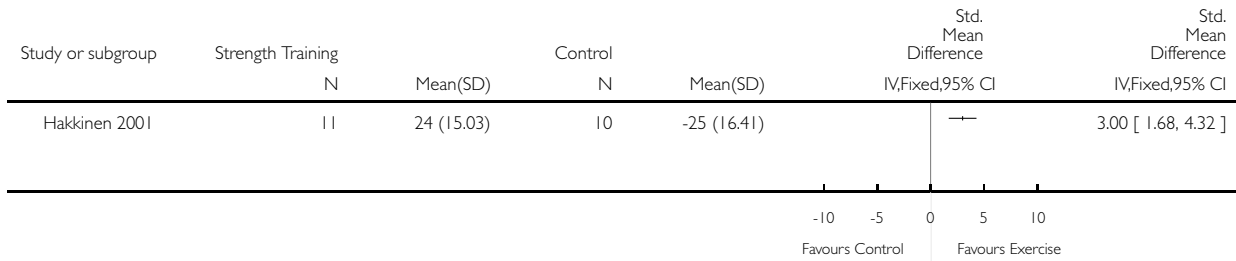 Std. Mean Difference
Std. Mean Difference
Study or subgroup Strength Training Control
N Mean(SD) N Mean(SD) IV,Fixed,95% CI IV,Fixed,95% CI
Hakkinen 2001 11 24 (15.03) 10 -25 (16.41) 3.00 [ 1.68, 4.32 ]
-10 -5 0 5 10
Favours Control Favours Exercise